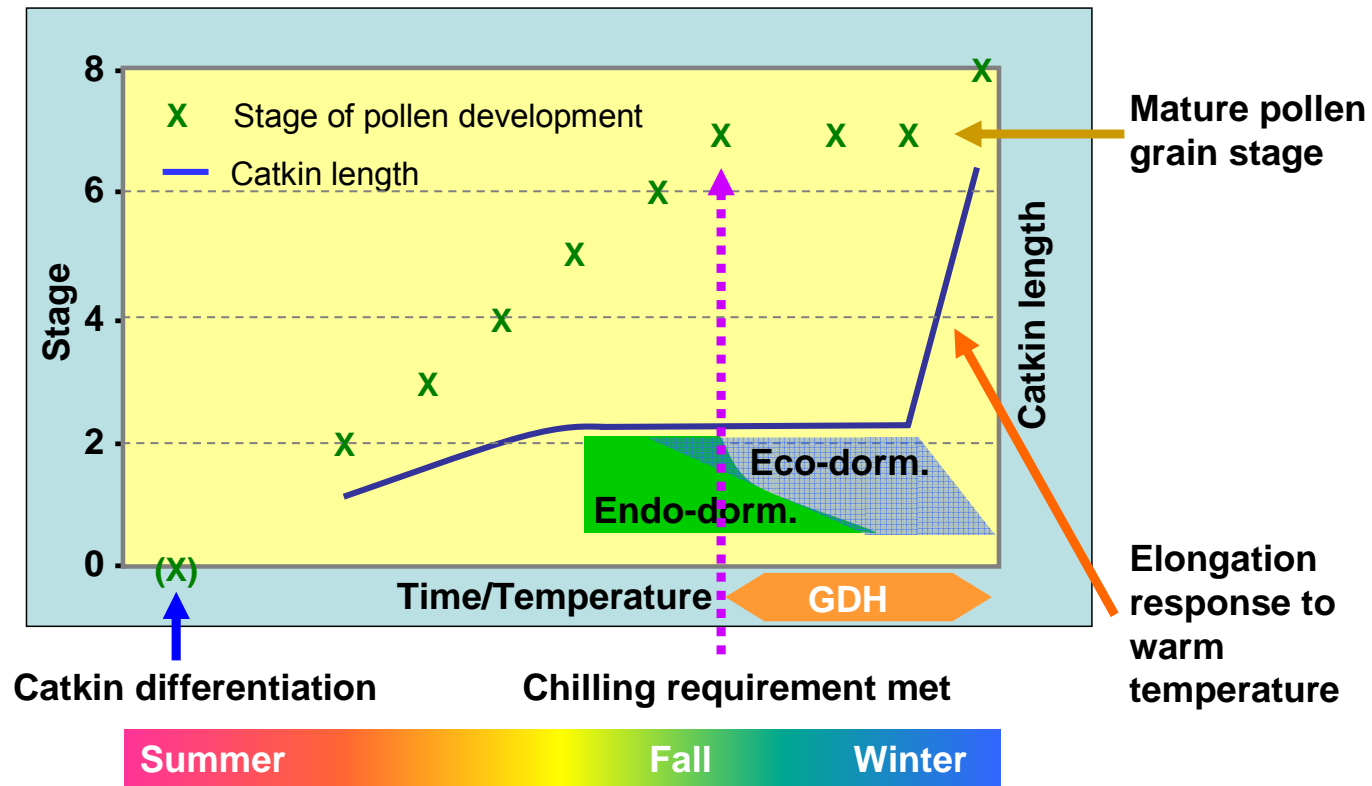 8
6
4
2
0
Stage
X Stage of pollen development
Catkin length
X
X
X
X
X
X
X
X
X
(X)
Mature pollen
grain stage
Catkin length
Eco-dorm.
Endo-dorm.
Time/Temperature
GDH
Elongation
response to
warm
temperature
Catkin differentiation
Chilling requirement met
Summer
Fall
Winter